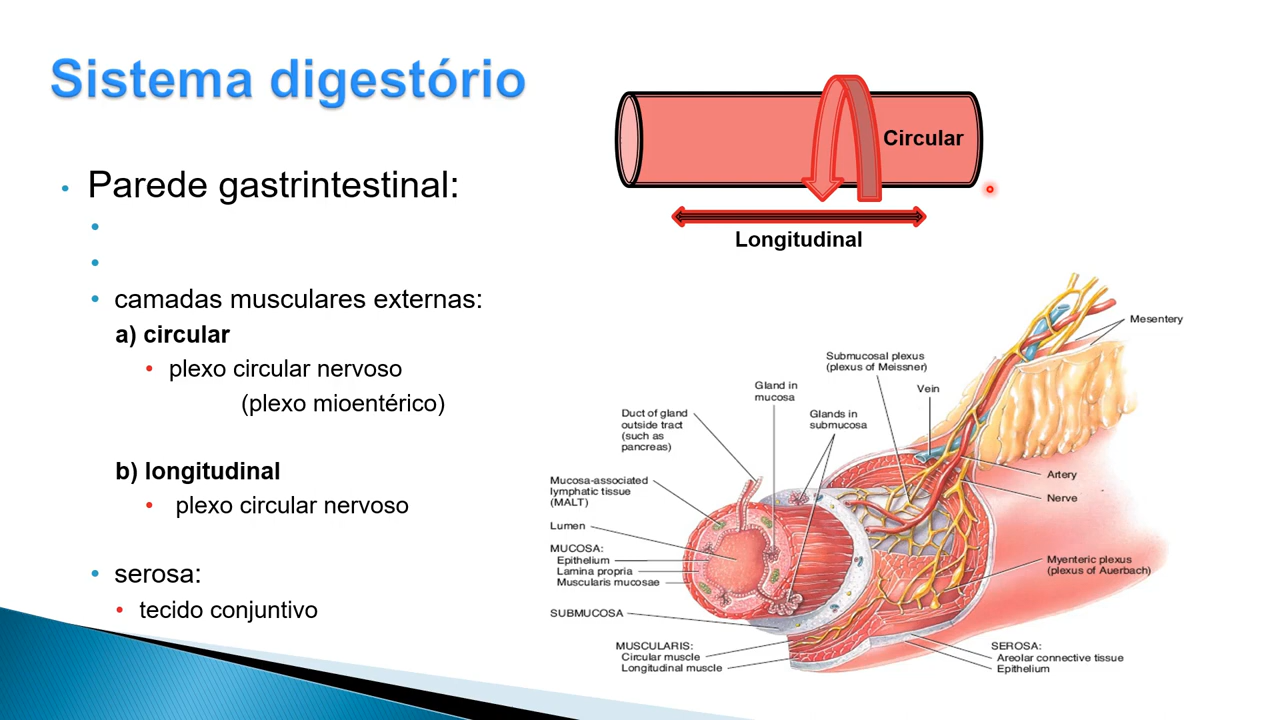 Sistema digestório
Parede gastrintestinal:
camadas musculares externas:
a) circular
plexo circular nervoso
(plexo mioentérico)
b) longitudinal
plexo circular nervoso
serosa:
tecido conjuntivo
Circular
Longitudinal
Mesentery
Submucosal plexus
(plexus of Meissner)
Vein
Gland in
mucosa
Glands in
submucosa
Duct of gland
outside tract
(such as
pancreas)
Mucosa-associated
lymphatic tissue
(MALT)
Lumen
MUCOSA:
Epithelium
Lamina propria
Muscularis mucosae
SUBMUCOSA
MUSCULARIS:
Circular muscle
Longitudinal muscle
Artery
Nerve
Myenteric plexus
(plexus of Auerbach)
SEROSA:
Areolar connective tissue
Epithelium